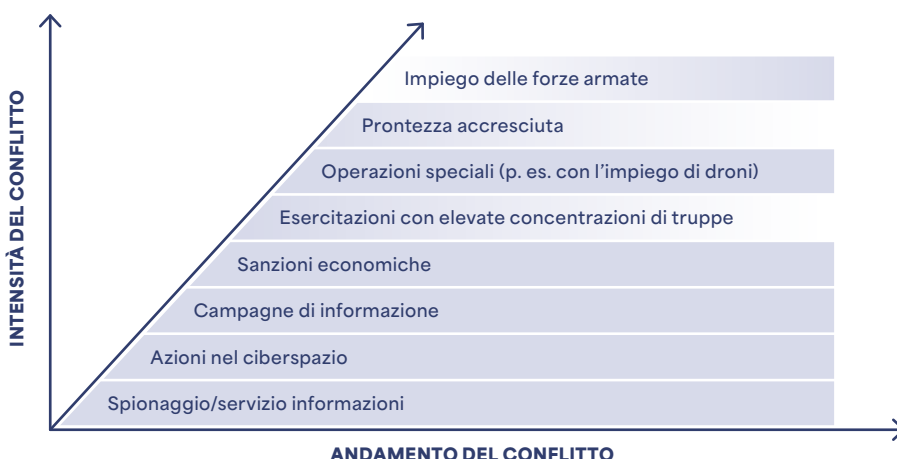 INTENSITÀ DEL CONFLITTO
Impiego delle forze armate
Prontezza accresciuta
Operazioni speciali (p. es. con l'impiego di droni)
Esercitazioni con elevate concentrazioni di truppe
Sanzioni economiche
Campagne di informazione
Azioni nel ciberspazio
Spionaggio/servizio informazioni
ANDAMENTO DEL CONFLITTO